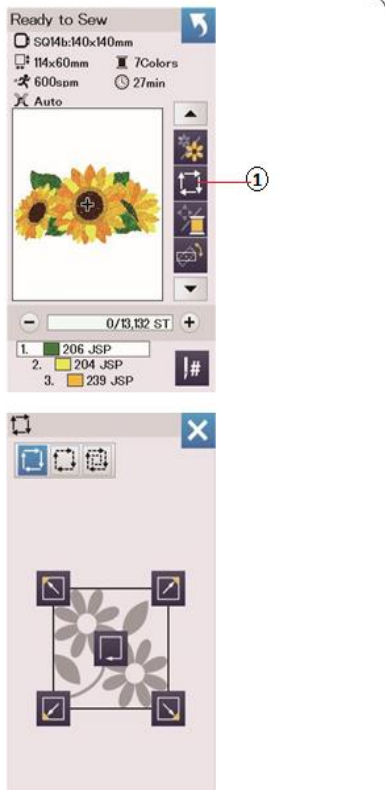 Ready to Sew
SQ14b:140x140mm
114x60mm 7Colors
600spm 27min
Auto
1
0/13,132 ST
1. 206 JSP
2. 204 JSP
3. 239 JSP
#